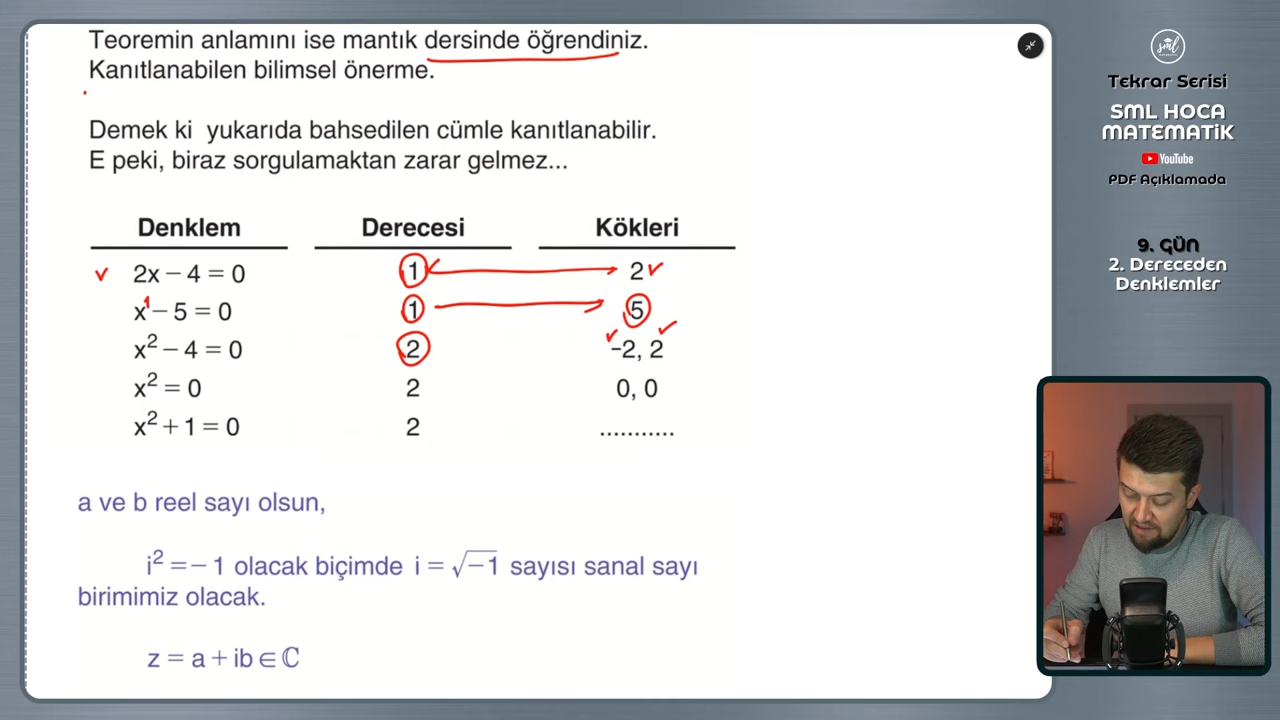 Teoremin anlamını ise mantık dersinde öğrendiniz.
Kanıtlanabilen bilimsel önerme.
Demek ki yukarıda bahsedilen cümle kanıtlanabilir.
E peki, biraz sorgulamaktan zarar gelmez...
Denklem Derecesi Kökleri
2x − 4 = 0 1 2
x¹ − 5 = 0 1 5
x² − 4 = 0 2 -2, 2
x² = 0 2 0, 0
x² + 1 = 0 2 ...........
a ve b reel sayı olsun,
i² = − 1 olacak biçimde i = √−1 sayısı sanal sayı
birimimiz olacak.
z = a + ib ∈ ℂ
sml
Tekrar Serisi
SML HOCA
MATEMATİK
YouTube
PDF Açıklamada
9. GÜN
2. Dereceden
Denklemler